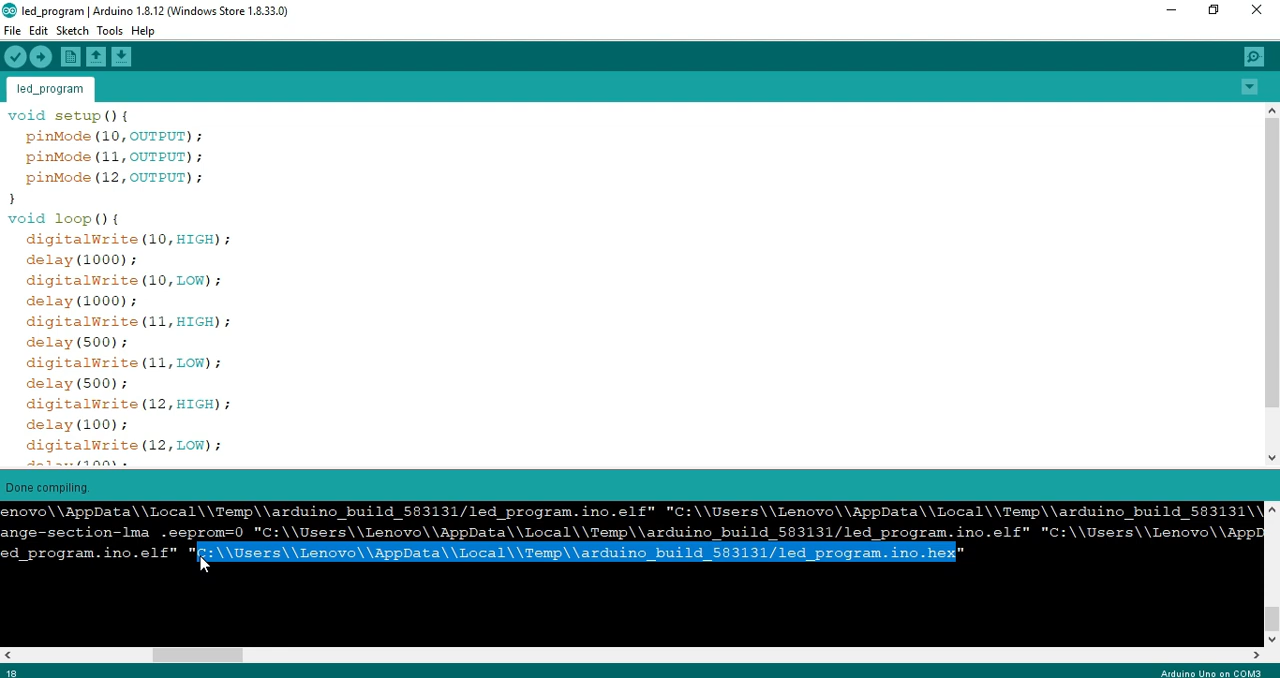 led_program | Arduino 1.8.12 (Windows Store 1.8.33.0)
File Edit Sketch Tools Help
led_program
void setup(){
  pinMode(10,OUTPUT);
  pinMode(11,OUTPUT);
  pinMode(12,OUTPUT);
}
void loop(){
  digitalWrite(10,HIGH);
  delay(1000);
  digitalWrite(10,LOW);
  delay(1000);
  digitalWrite(11,HIGH);
  delay(500);
  digitalWrite(11,LOW);
  delay(500);
  digitalWrite(12,HIGH);
  delay(100);
  digitalWrite(12,LOW);
  delay(100);
Done compiling.
enovo\\AppData\\Local\\Temp\\arduino_build_583131/led_program.ino.elf" "C:\\Users\\Lenovo\\AppData\\Local\\Temp\\arduino_build_583131\\
ange-section-lma .eeprom=0 "C:\\Users\\Lenovo\\AppData\\Local\\Temp\\arduino_build_583131/led_program.ino.elf" "C:\\Users\\Lenovo\\AppD
ed_program.ino.elf" "C:\\Users\\Lenovo\\AppData\\Local\\Temp\\arduino_build_583131/led_program.ino.hex"
18
Arduino Uno on COM3